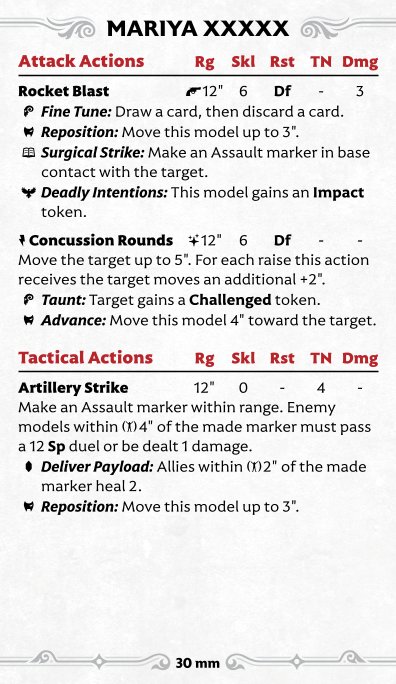 MARIYA XXXXX
Attack Actions Rg Skl Rst TN Dmg
Rocket Blast 12" 6 Df - 3
Fine Tune: Draw a card, then discard a card.
Reposition: Move this model up to 3".
Surgical Strike: Make an Assault marker in base
contact with the target.
Deadly Intentions: This model gains an Impact
token.
Concussion Rounds 12" 6 Df - -
Move the target up to 5". For each raise this action
receives the target moves an additional +2".
Taunt: Target gains a Challenged token.
Advance: Move this model 4" toward the target.
Tactical Actions Rg Skl Rst TN Dmg
Artillery Strike 12" 0 - 4 -
Make an Assault marker within range. Enemy
models within 4" of the made marker must pass
a 12 Sp duel or be dealt 1 damage.
Deliver Payload: Allies within 2" of the made
marker heal 2.
Reposition: Move this model up to 3".
30 mm